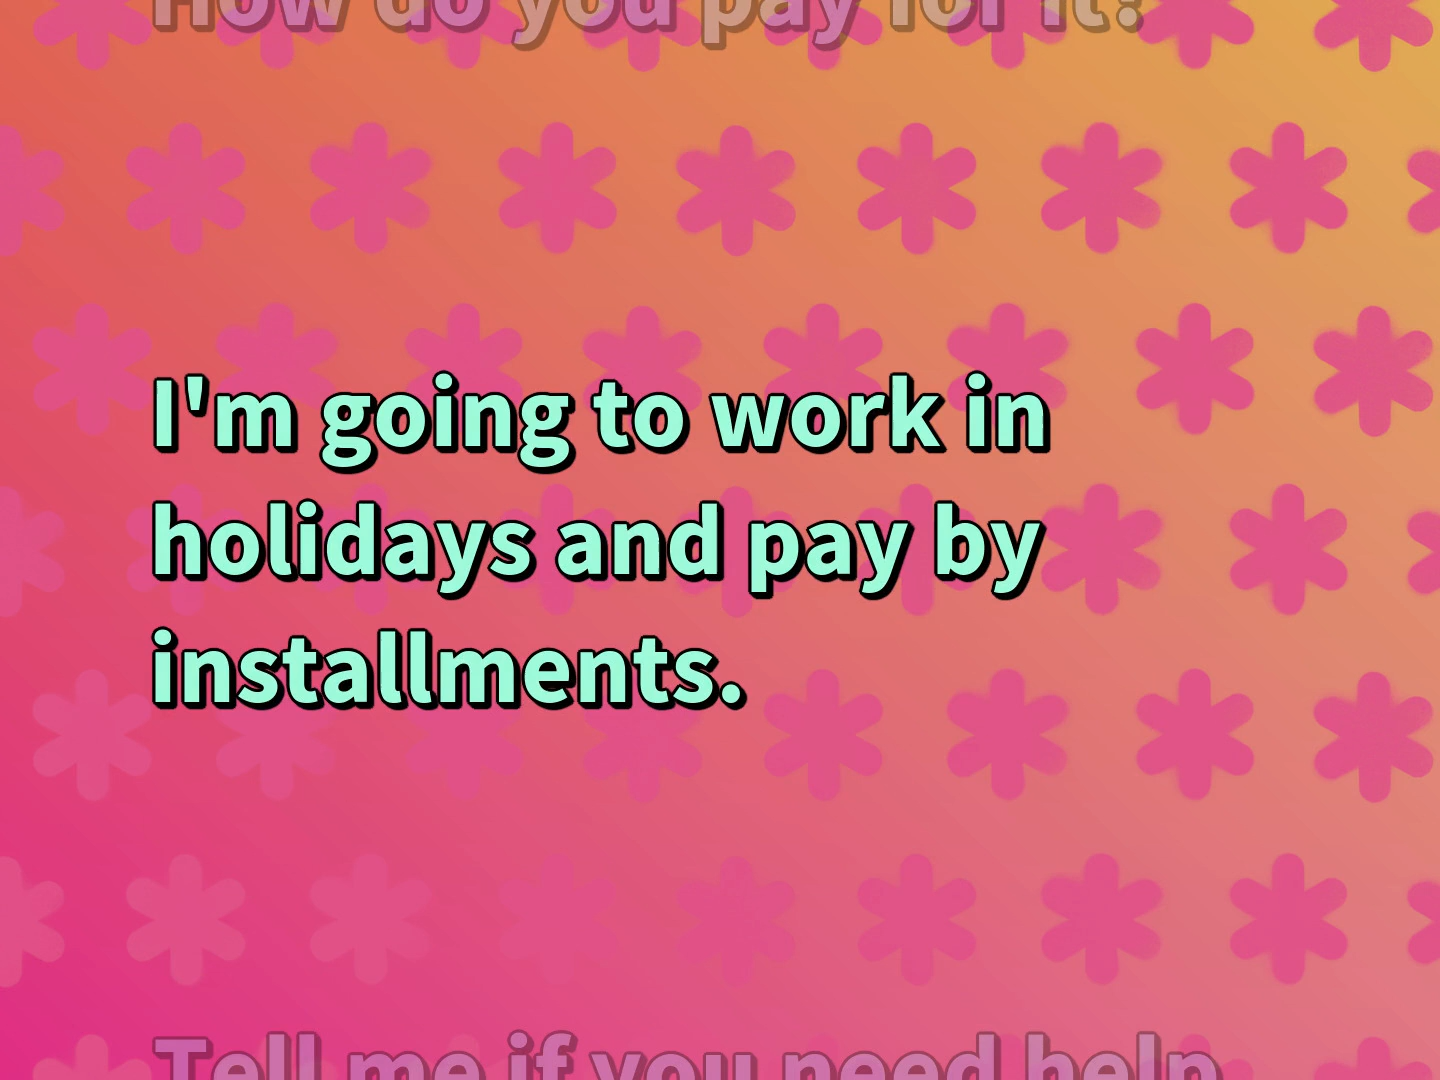 How do you pay for it?
I'm going to work in
holidays and pay by
installments.
Tell me if you need help